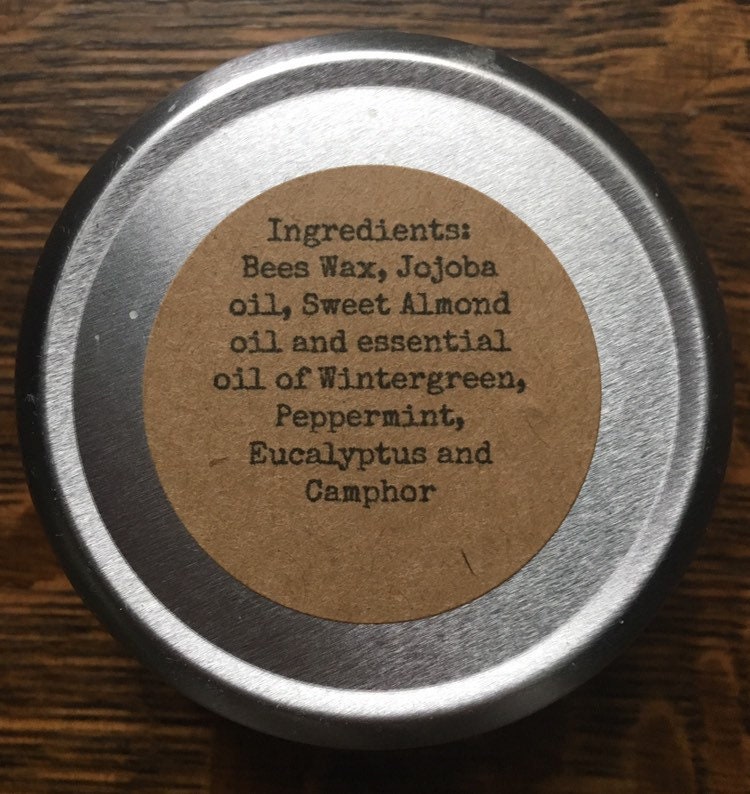 Ingredients:
Bees Wax, Jojoba
oil, Sweet Almond
oil and essential
oil of Wintergreen,
Peppermint,
Eucalyptus and
Camphor